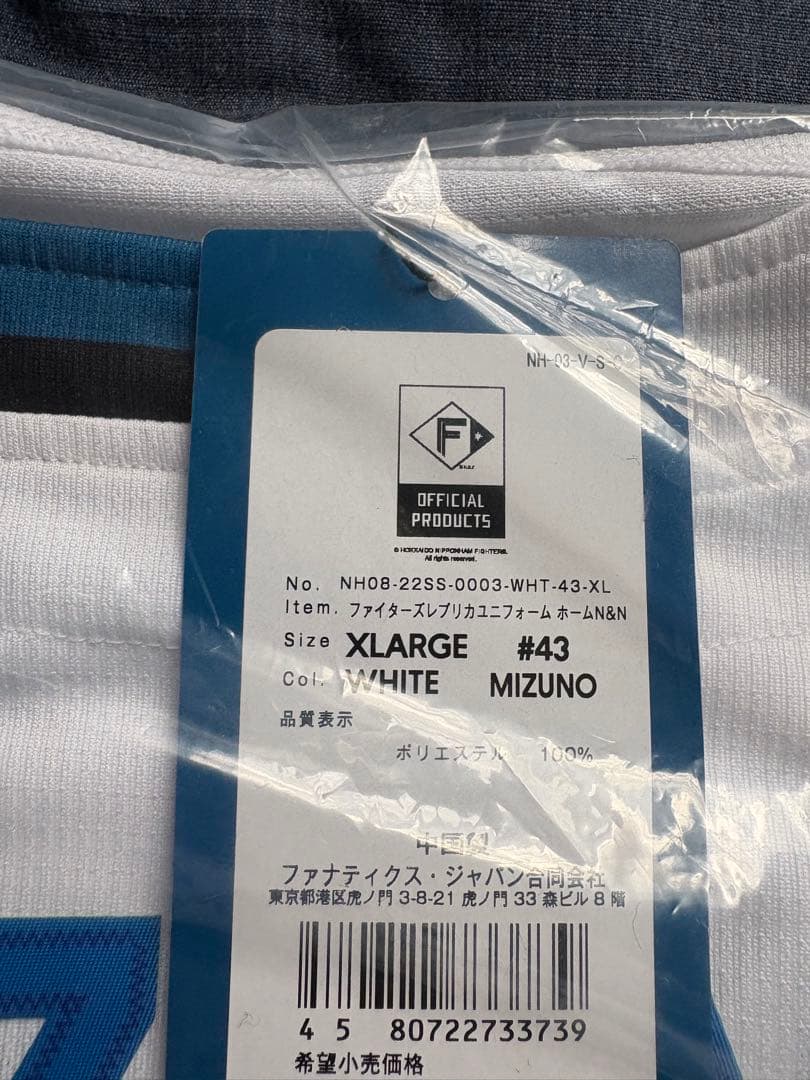 NH-03-V-S-
F
OFFICIAL
PRODUCTS
© HOKKAIDO NIPPONHAM FIGHTERS.
All rights reserved.
No. NH08-22SS-0003-WHT-43-XL
Item. ファイターズレプリカユニフォーム ホームN&N
Size XLARGE #43
Col. WHITE MIZUNO
品質表示
ポリエステル 100%
中国製
ファナティクス・ジャパン合同会社
東京都港区虎ノ門 3-8-21 虎ノ門 33 森ビル 8 階
4 5 80722733739
希望小売価格